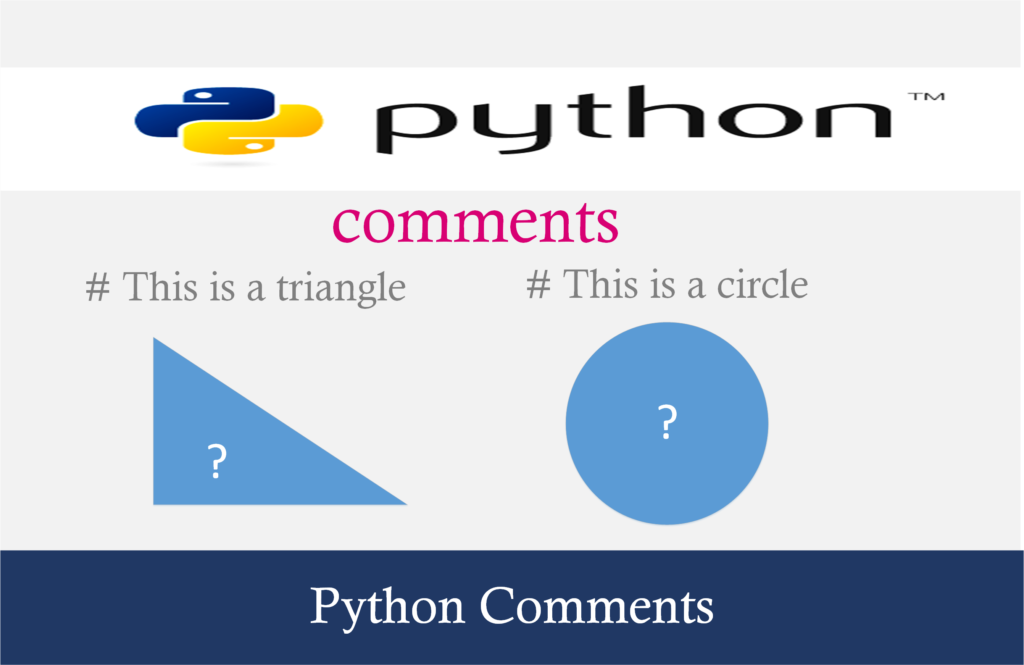 python™
comments
# This is a triangle
# This is a circle
?
?
Python Comments